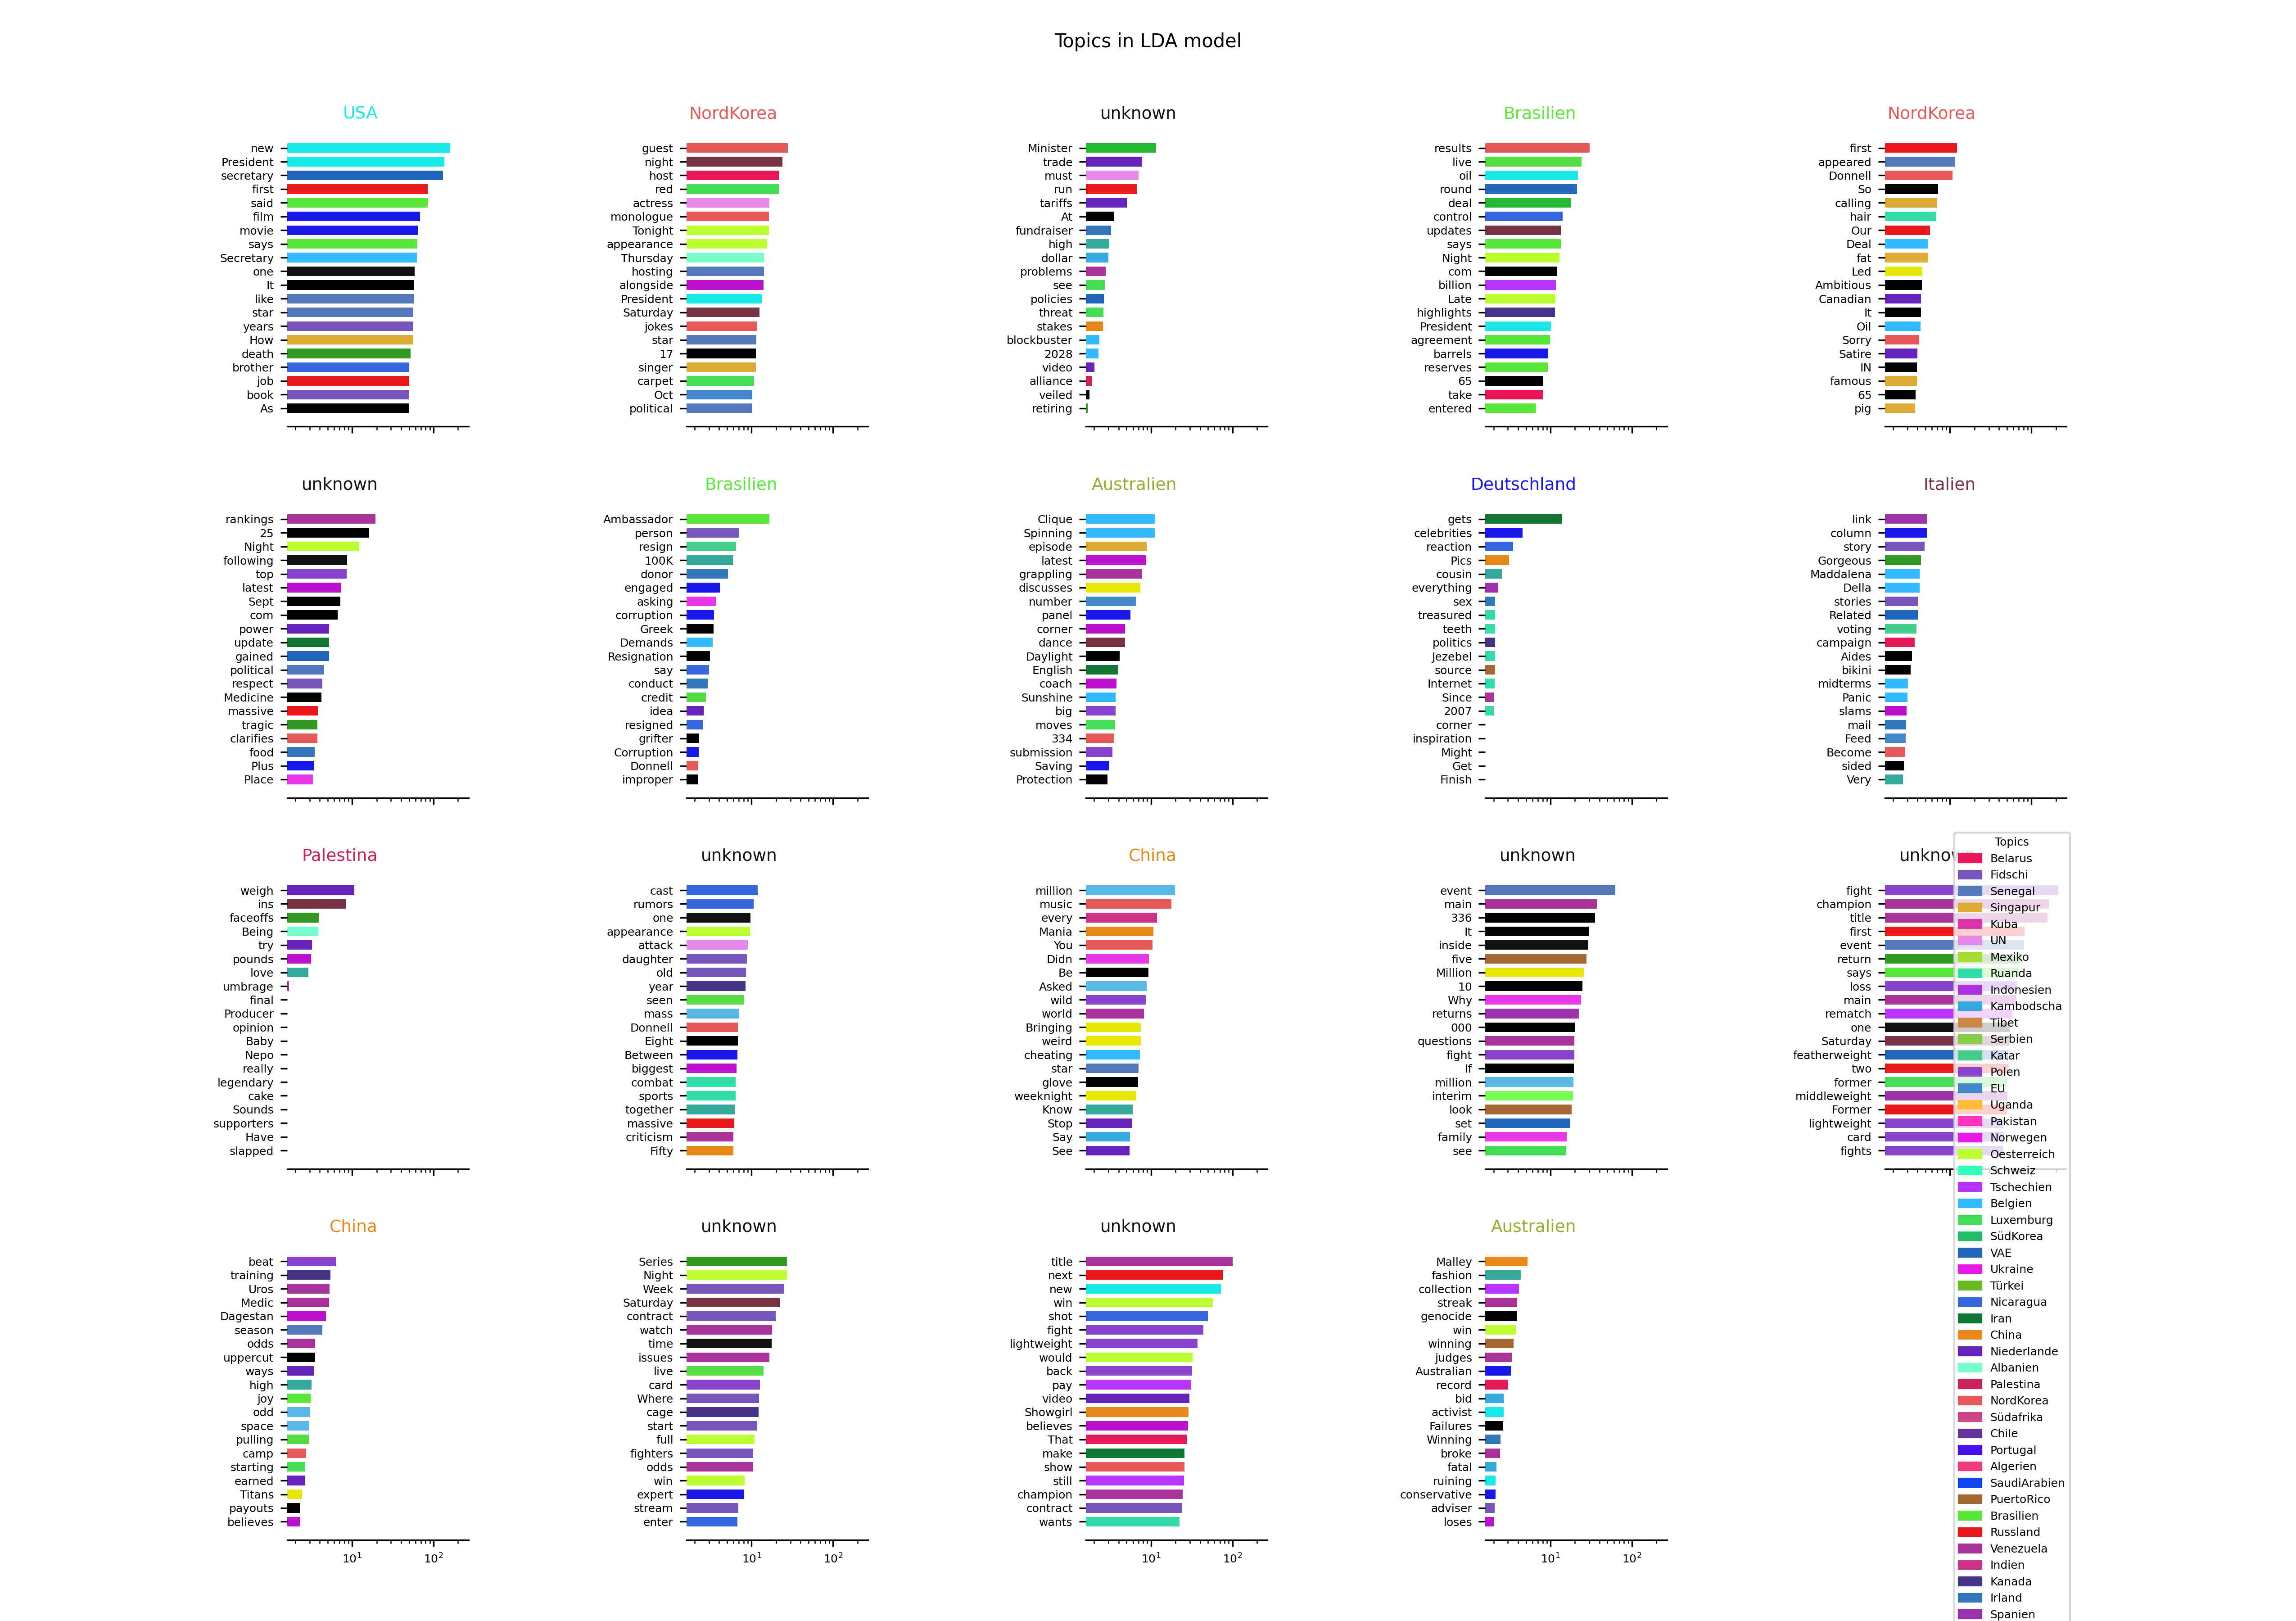 Topics in LDA model
USA
new
President
secretary
first
said
film
movie
says
Secretary
one
It
like
star
years
How
death
brother
job
book
As
NordKorea
guest
night
host
red
actress
monologue
Tonight
appearance
Thursday
hosting
alongside
President
Saturday
jokes
star
17
singer
carpet
Oct
political
unknown
Minister
trade
must
run
tariffs
At
fundraiser
high
dollar
problems
see
policies
threat
stakes
blockbuster
2028
video
alliance
veiled
retiring
Brasilien
results
live
oil
round
deal
control
updates
says
Night
com
billion
Late
highlights
President
agreement
barrels
reserves
65
take
entered
NordKorea
first
appeared
Donnell
So
calling
hair
Our
Deal
fat
Led
Ambitious
Canadian
It
Oil
Sorry
Satire
IN
famous
65
pig
unknown
rankings
25
Night
following
top
latest
Sept
com
power
update
gained
political
respect
Medicine
massive
tragic
clarifies
food
Plus
Place
Brasilien
Ambassador
person
resign
100K
donor
engaged
asking
corruption
Greek
Demands
Resignation
say
conduct
credit
idea
resigned
grifter
Corruption
Donnell
improper
Australien
Clique
Spinning
episode
latest
grappling
discusses
number
panel
corner
dance
Daylight
English
coach
Sunshine
big
moves
334
submission
Saving
Protection
Deutschland
gets
celebrities
reaction
Pics
cousin
everything
sex
treasured
teeth
politics
Jezebel
source
Internet
Since
2007
corner
inspiration
Might
Get
Finish
Italien
link
column
story
Gorgeous
Maddalena
Della
stories
Related
voting
campaign
Aides
bikini
midterms
Panic
slams
mail
Feed
Become
sided
Very
Palestina
weigh
ins
faceoffs
Being
try
pounds
love
umbrage
final
Producer
opinion
Baby
Nepo
really
legendary
cake
Sounds
supporters
Have
slapped
unknown
cast
rumors
one
appearance
attack
daughter
old
year
seen
mass
Donnell
Eight
Between
biggest
combat
sports
together
massive
criticism
Fifty
China
million
music
every
Mania
You
Didn
Be
Asked
wild
world
Bringing
weird
cheating
star
glove
weeknight
Know
Stop
Say
See
unknown
event
main
336
It
inside
five
Million
10
Why
returns
000
questions
fight
If
million
interim
look
set
family
see
unknown
fight
champion
title
first
event
return
says
loss
main
rematch
one
Saturday
featherweight
two
former
middleweight
Former
lightweight
card
fights
China
beat
training
Uros
Medic
Dagestan
season
odds
uppercut
ways
high
joy
odd
space
pulling
camp
starting
earned
Titans
payouts
believes
10¹ 10²
unknown
Series
Night
Week
Saturday
contract
watch
time
issues
live
card
Where
cage
start
full
fighters
odds
win
expert
stream
enter
10¹ 10²
unknown
title
next
new
win
shot
fight
lightweight
would
back
pay
video
Showgirl
believes
That
make
show
still
champion
contract
wants
10¹ 10²
Australien
Malley
fashion
collection
streak
genocide
win
winning
judges
Australian
record
bid
activist
Failures
Winning
broke
fatal
ruining
conservative
adviser
loses
10¹ 10²
Topics
Belarus
Fidschi
Senegal
Singapur
Kuba
UN
Mexiko
Ruanda
Indonesien
Kambodscha
Tibet
Serbien
Katar
Polen
EU
Uganda
Pakistan
Norwegen
Oesterreich
Schweiz
Tschechien
Belgien
Luxemburg
SüdKorea
VAE
Ukraine
Türkei
Nicaragua
Iran
China
Niederlande
Albanien
Palestina
NordKorea
Südafrika
Chile
Portugal
Algerien
SaudiArabien
PuertoRico
Brasilien
Russland
Venezuela
Indien
Kanada
Irland
Spanien